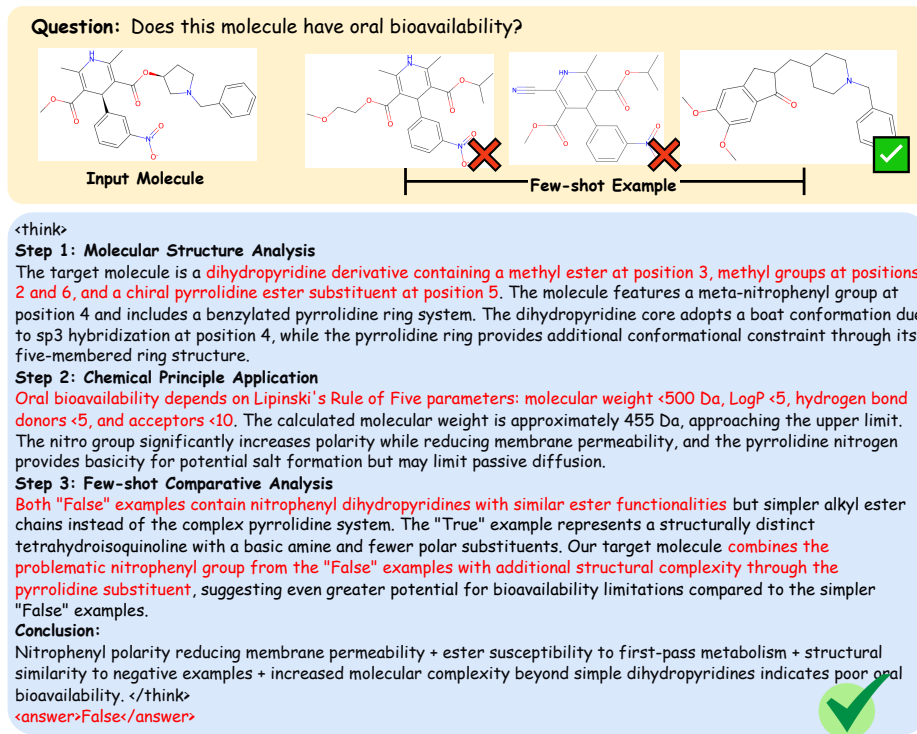 Question: Does this molecule have oral bioavailability?
Input Molecule
Few-shot Example
<think>
Step 1: Molecular Structure Analysis
The target molecule is a dihydropyridine derivative containing a methyl ester at position 3, methyl groups at positions
2 and 6, and a chiral pyrrolidine ester substituent at position 5. The molecule features a meta-nitrophenyl group at
position 4 and includes a benzylated pyrrolidine ring system. The dihydropyridine core adopts a boat conformation due
to sp3 hybridization at position 4, while the pyrrolidine ring provides additional conformational constraint through its
five-membered ring structure.
Step 2: Chemical Principle Application
Oral bioavailability depends on Lipinski's Rule of Five parameters: molecular weight <500 Da, LogP <5, hydrogen bond
donors <5, and acceptors <10. The calculated molecular weight is approximately 455 Da, approaching the upper limit.
The nitro group significantly increases polarity while reducing membrane permeability, and the pyrrolidine nitrogen
provides basicity for potential salt formation but may limit passive diffusion.
Step 3: Few-shot Comparative Analysis
Both "False" examples contain nitrophenyl dihydropyridines with similar ester functionalities but simpler alkyl ester
chains instead of the complex pyrrolidine system. The "True" example represents a structurally distinct
tetrahydroisoquinoline with a basic amine and fewer polar substituents. Our target molecule combines the
problematic nitrophenyl group from the "False" examples with additional structural complexity through the
pyrrolidine substituent, suggesting even greater potential for bioavailability limitations compared to the simpler
"False" examples.
Conclusion:
Nitrophenyl polarity reducing membrane permeability + ester susceptibility to first-pass metabolism + structural
similarity to negative examples + increased molecular complexity beyond simple dihydropyridines indicates poor oral
bioavailability. </think>
<answer>False</answer>